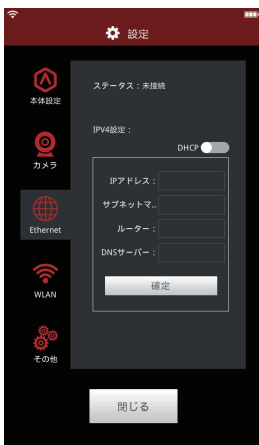 設定
本体設定
カメラ
Ethernet
WLAN
その他
ステータス：未接続
IPV4設定：
DHCP
IPアドレス：
サブネットマ..
ルーター：
DNSサーバー：
確定
閉じる